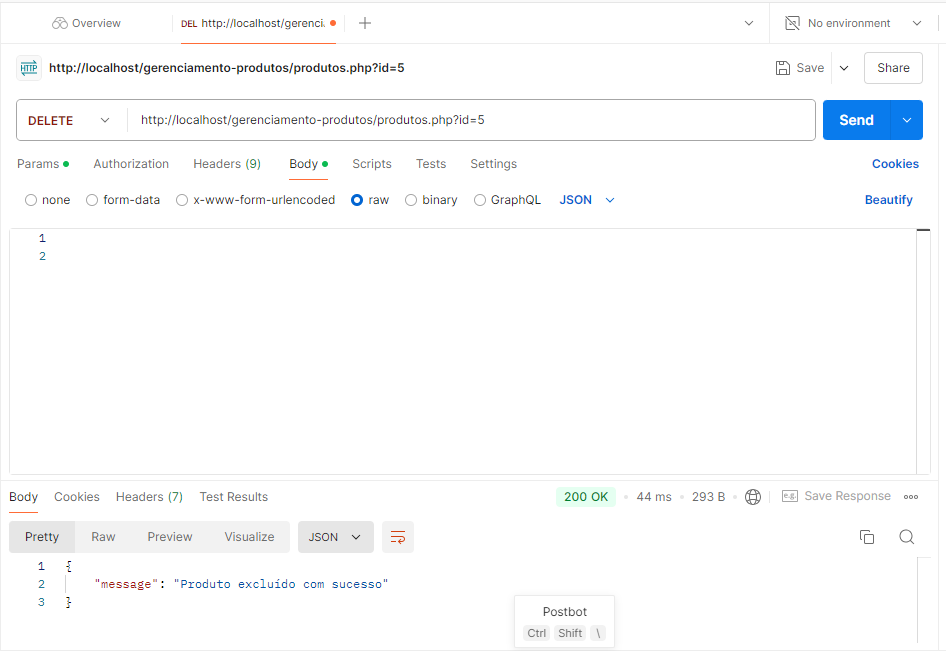 Overview DEL http://localhost/gerenci. No environment
HTTP http://localhost/gerenciamento-produtos/produtos.php?id=5 Save Share
DELETE http://localhost/gerenciamento-produtos/produtos.php?id=5 Send
Params Authorization Headers (9) Body Scripts Tests Settings Cookies
none form-data x-www-form-urlencoded raw binary GraphQL JSON Beautify
1
2
Body Cookies Headers (7) Test Results 200 OK 44 ms 293 B e.g. Save Response
Pretty Raw Preview Visualize JSON
1 {
2 "message": "Produto excluído com sucesso"
3 }
Postbot
Ctrl Shift \